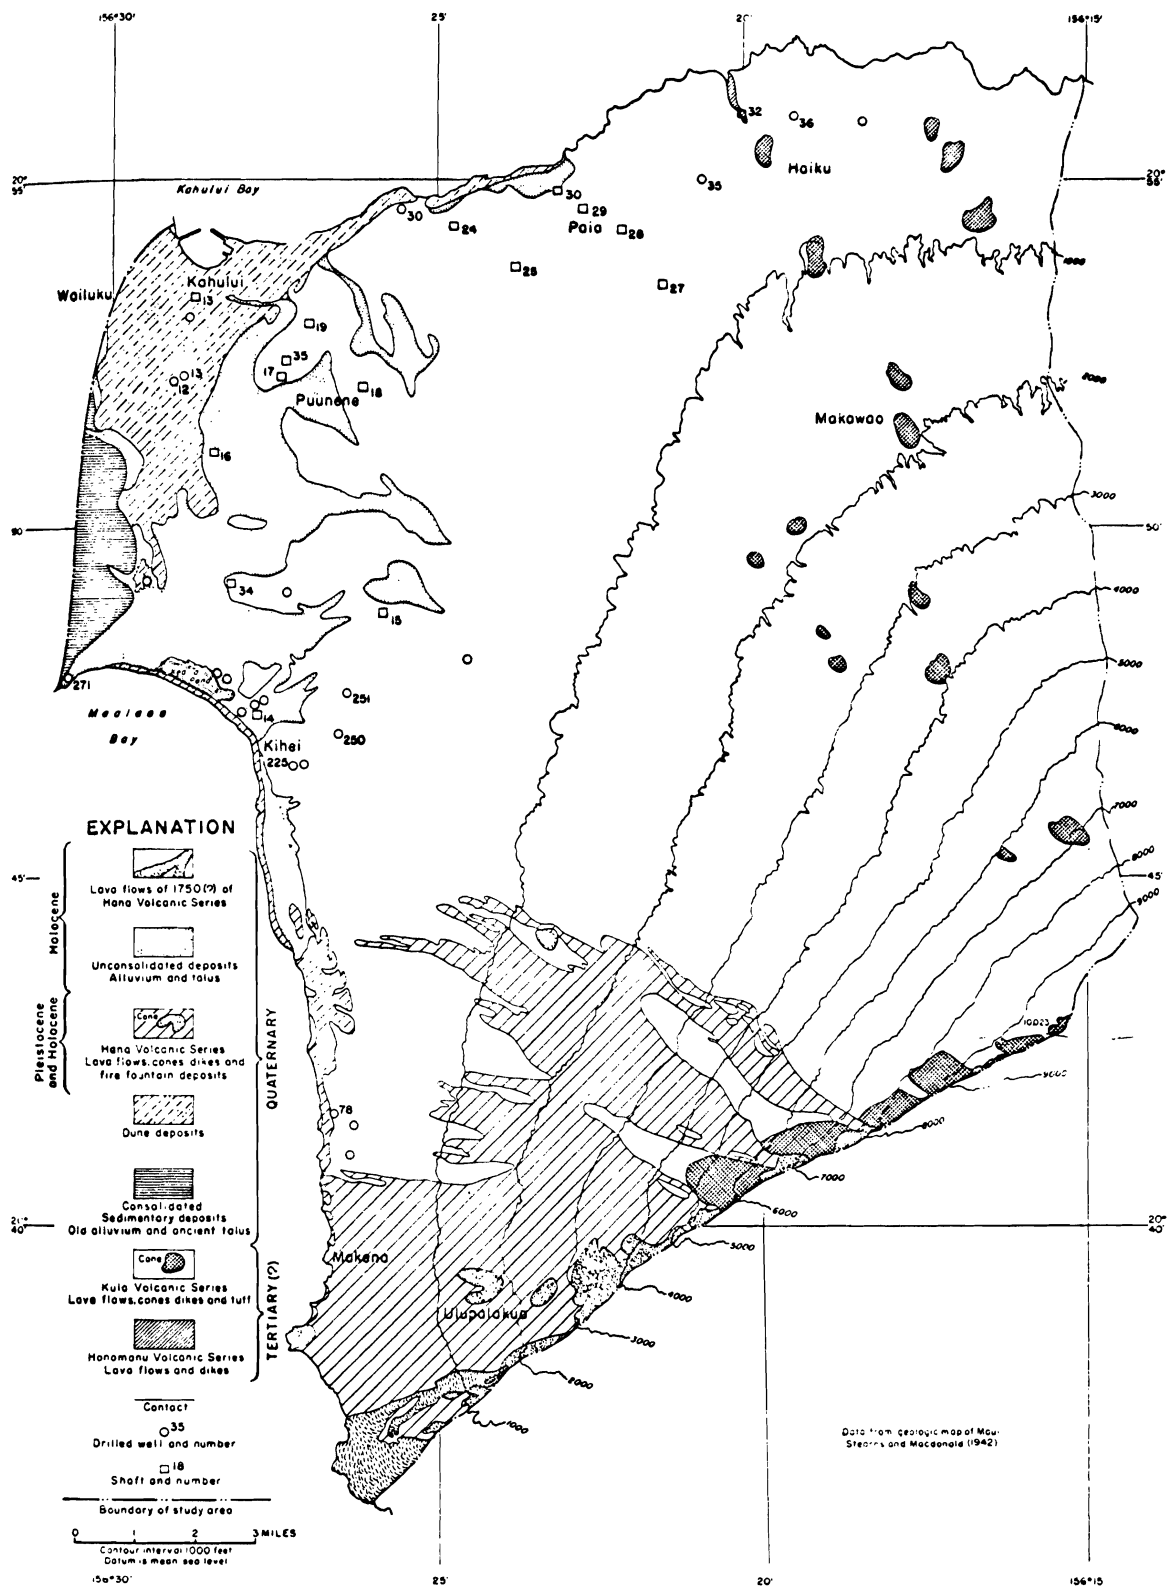 156°30'
25'
20'
156°15'
32
36
Haiku
20°
55'
Kahului Bay
35
20°
55'
30
30
29
24
Paia
28
25
27
1000
Wailuku
Kahului
13
19
35
17
18
Puunene
13
12
2000
Makawao
16
3000
50'
34
4000
15
5000
271
251
6000
Maalaea
Bay
14
250
Kihei
225
7000
EXPLANATION
8000
45'
45'
9000
Lava flows of 1750(?) of
Hana Volcanic Series
Holocene
Unconsolidated deposits
Alluvium and talus
Pleistocene
and Holocene
Cone
Hana Volcanic Series
Lava flows, cones dikes and
fire fountain deposits
QUATERNARY
10023
9000
8000
78
Dune deposits
7000
Consolidated
Sedimentary deposits
Old alluvium and ancient talus
6000
20°
40'
20°
40'
5000
Makena
Cone
Kula Volcanic Series
Lava flows, cones dikes and tuff
4000
Ulupalakua
TERTIARY(?)
3000
Honomanu Volcanic Series
Lava flows and dikes
2000
Contact
1000
35
Drilled well and number
Data from geologic map of Maui
Stearns and Macdonald (1942)
18
Shaft and number
Boundary of study area
0 1 2 3 MILES
Contour interval 1000 feet
Datum is mean sea level
156°30'
25'
20'
156°15'